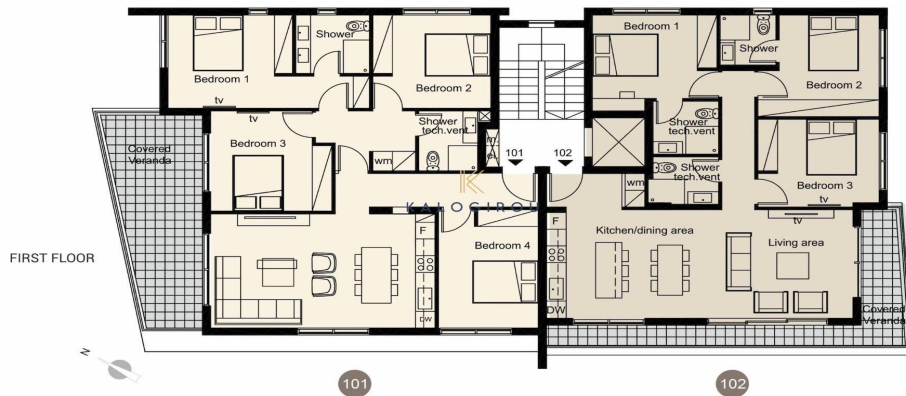 Bedroom 1
tv
Shower
Bedroom 2
Bedroom 1
Shower
Bedroom 2
Covered
Veranda
tv
Bedroom 3
Shower
tech.vent
wm
101
102
Shower
tech.vent
Shower
tech.vent
wm
Bedroom 3
tv
KALOGIROU
FIRST FLOOR
F
DW
Bedroom 4
F
DW
Kitchen/dining area
tv
Living area
Covered
Veranda
N
101
102